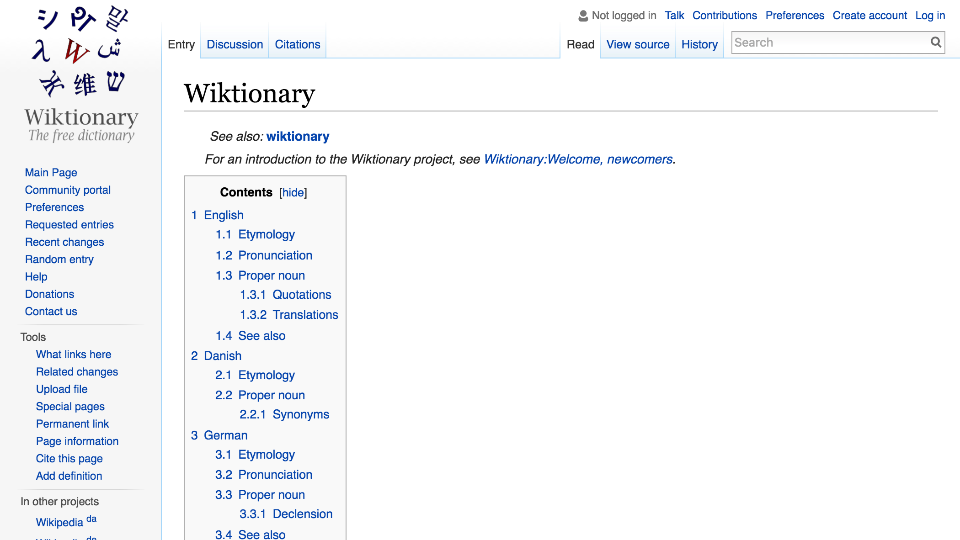 Not logged in Talk Contributions Preferences Create account Log in
Entry Discussion Citations Read View source History Search
Wiktionary
The free dictionary
Main Page
Community portal
Preferences
Requested entries
Recent changes
Random entry
Help
Donations
Contact us
Tools
What links here
Related changes
Upload file
Special pages
Permanent link
Page information
Cite this page
Add definition
In other projects
Wikipedia da
Wiktionary
See also: wiktionary
For an introduction to the Wiktionary project, see Wiktionary:Welcome, newcomers.
Contents [hide]
1 English
1.1 Etymology
1.2 Pronunciation
1.3 Proper noun
1.3.1 Quotations
1.3.2 Translations
1.4 See also
2 Danish
2.1 Etymology
2.2 Proper noun
2.2.1 Synonyms
3 German
3.1 Etymology
3.2 Pronunciation
3.3 Proper noun
3.3.1 Declension
3.4 See also